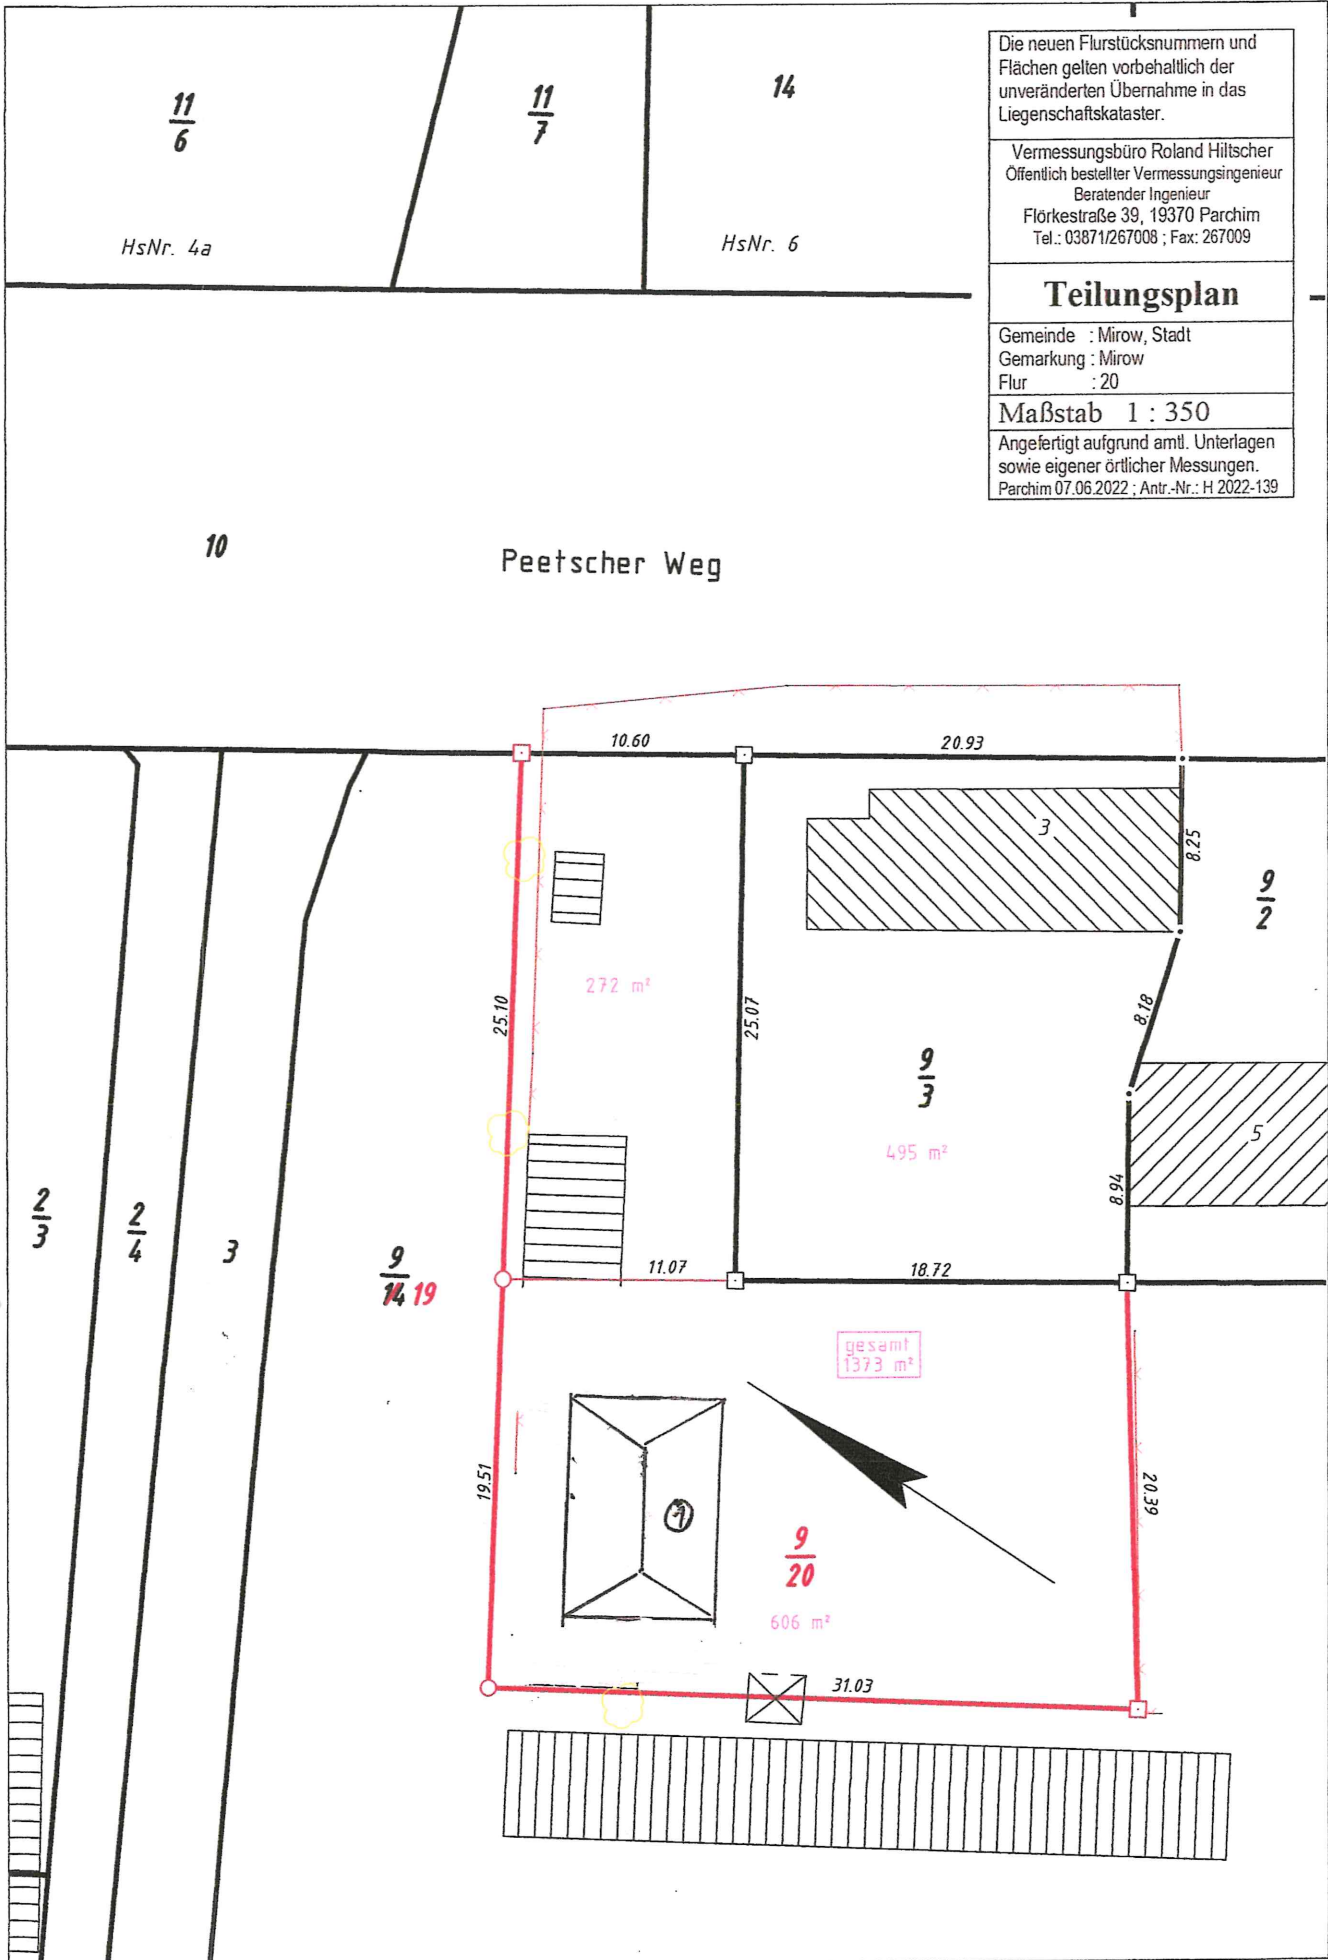 Die neuen Flurstücksnummern und
Flächen gelten vorbehaltlich der
unveränderten Übernahme in das
Liegenschaftskataster.
Vermessungsbüro Roland Hiltscher
Öffentlich bestellter Vermessungsingenieur
Beratender Ingenieur
Florkestraße 39, 19370 Parchim
Tel.: 03871/267008 ; Fax: 267009
Teilungsplan
Gemeinde : Mirow, Stadt
Gemarkung : Mirow
Flur : 20
Maßstab 1 : 350
Angefertigt aufgrund amtl. Unterlagen
sowie eigener örtlicher Messungen.
Parchim 07.06.2022 ; Antr.-Nr.: H 2022-139
11
6
11
7
14
HsNr. 4a
HsNr. 6
10
Peetscher Weg
10.60
20.93
3
8.25
9
2
272 m²
25.10
25.07
8.18
9
3
495 m²
5
8.94
2
3
2
4
3
9
14 19
11.07
18.72
gesamt
1373 m²
19.51
20.39
1
9
20
606 m²
31.03